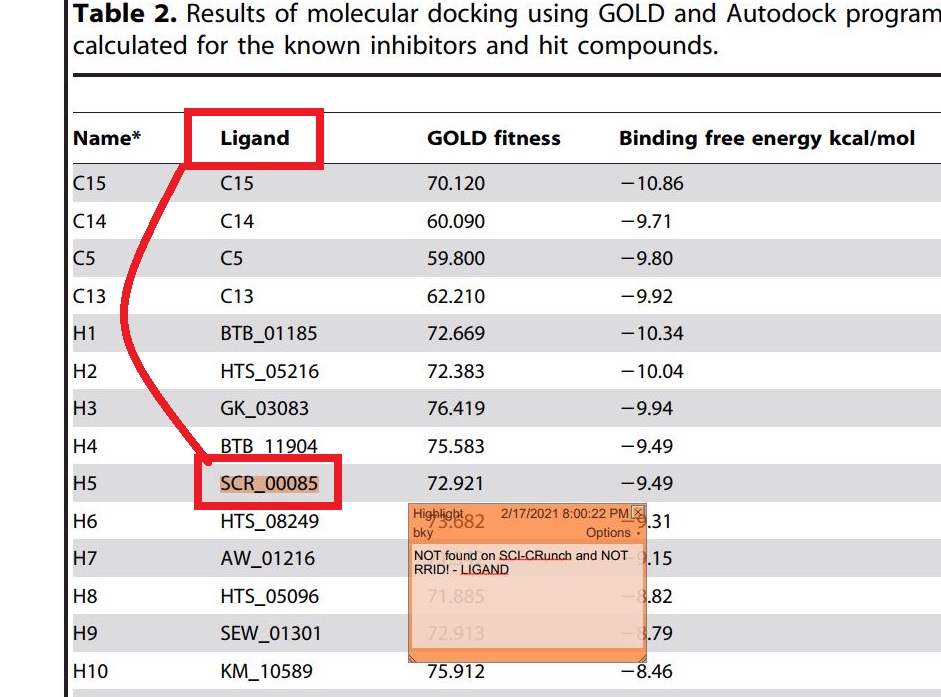 Table 2. Results of molecular docking using GOLD and Autodock program
calculated for the known inhibitors and hit compounds.
Name* Ligand GOLD fitness Binding free energy kcal/mol
C15 C15 70.120 −10.86
C14 C14 60.090 −9.71
C5 C5 59.800 −9.80
C13 C13 62.210 −9.92
H1 BTB_01185 72.669 −10.34
H2 HTS_05216 72.383 −10.04
H3 GK_03083 76.419 −9.94
H4 BTB_11904 75.583 −9.49
H5 SCR_00085 72.921 −9.49
Highlight 2/17/2021 8:00:22 PM
H6 HTS_08249 73.682 −9.31
bky Options
NOT found on SCI-CRunch and NOT
H7 AW_01216 9.15
RRID! - LIGAND
H8 HTS_05096 71.885 −8.82
H9 SEW_01301 72.913 −8.79
H10 KM_10589 75.912 −8.46